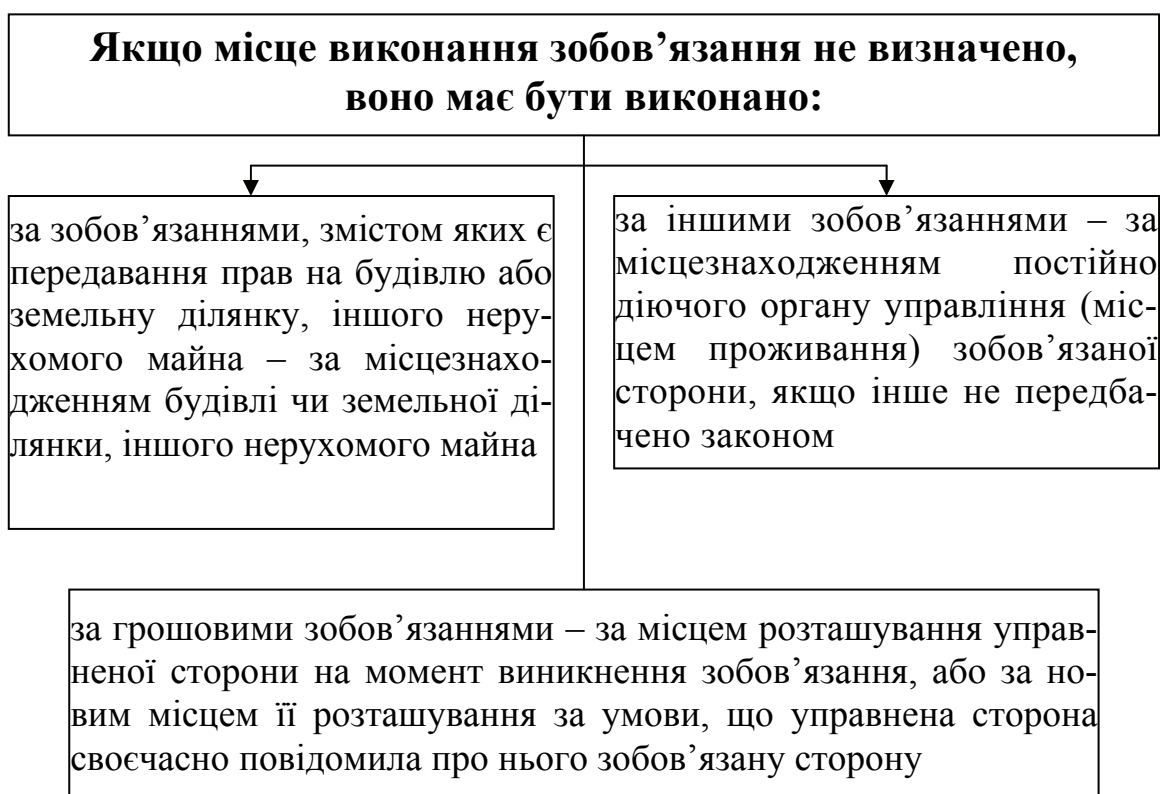 Якщо місце виконання зобов’язання не визначено,
воно має бути виконано:
за зобов’язаннями, змістом яких є
передавання прав на будівлю або
земельну ділянку, іншого неру-
хомого майна – за місцезнахо-
дженням будівлі чи земельної ді-
лянки, іншого нерухомого майна
за іншими зобов’язаннями – за
місцезнаходженням постійно
діючого органу управління (міс-
цем проживання) зобов’язаної
сторони, якщо інше не передба-
чено законом
за грошовими зобов’язаннями – за місцем розташування управ-
неної сторони на момент виникнення зобов’язання, або за но-
вим місцем її розташування за умови, що управнена сторона
своєчасно повідомила про нього зобов’язану сторону